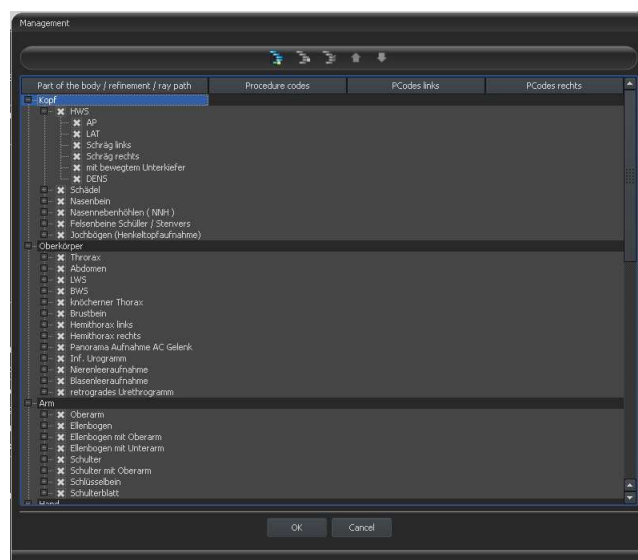 Management
Part of the body / refinement / ray path Procedure codes PCodes links PCodes rechts
Kopf
HWS
AP
LAT
Schräg links
Schräg rechts
mit bewegtem Unterkiefer
DENS
Schädel
Nasenbein
Nasennebenhöhlen ( NNH )
Felsenbeine Schüller / Stenvers
Jochbögen (Henkeltopfaufnahme)
Oberkörper
Throrax
Abdomen
LWS
BWS
knöcherner Thorax
Brustbein
Hemithorax links
Hemithorax rechts
Panorama Aufnahme AC Gelenk
Inf. Urogramm
Nierenleeraufnahme
Blasenleeraufnahme
retrogrades Urethrogramm
Arm
Oberarm
Ellenbogen
Ellenbogen mit Oberarm
Ellenbogen mit Unterarm
Schulter
Schulter mit Oberarm
Schlüsselbein
Schulterblatt
Hand
OK Cancel